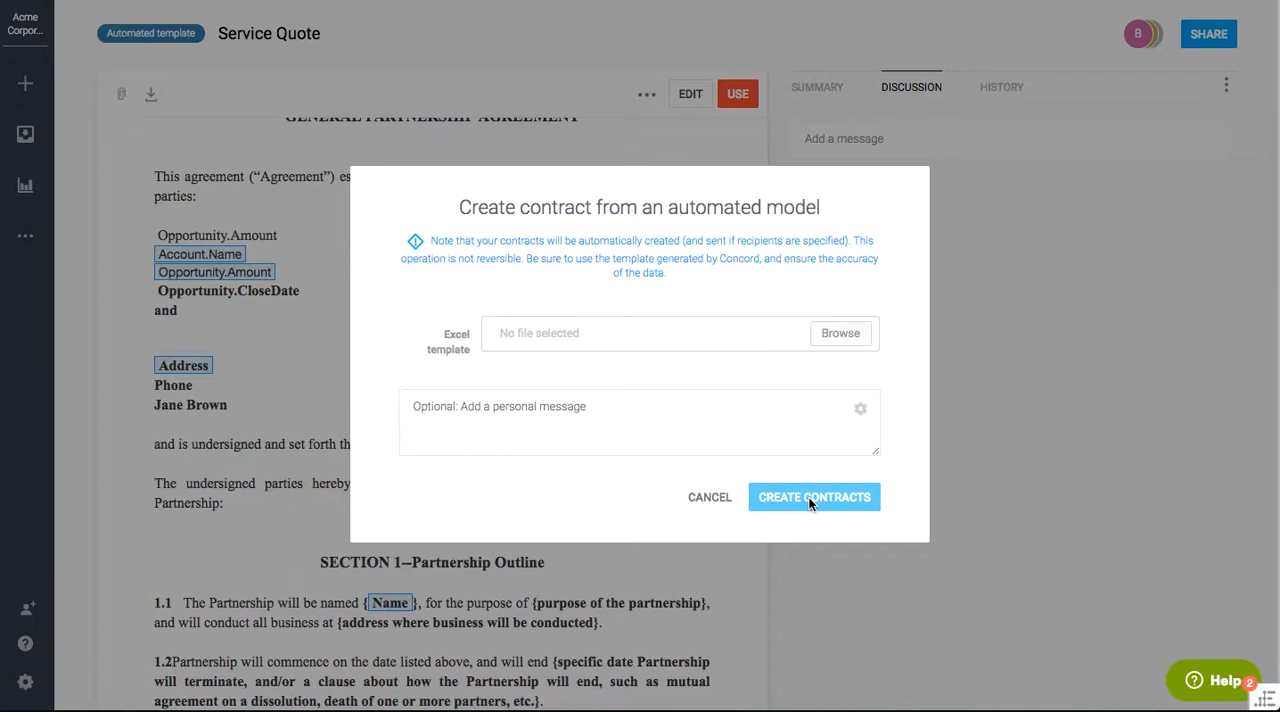 Acme
Corpor...
Automated template
Service Quote
B
SHARE
EDIT
USE
SUMMARY
DISCUSSION
HISTORY
Add a message
GENERAL PARTNERSHIP AGREEMENT
This agreement (“Agreement”) es
parties:
Opportunity.Amount
Account.Name
Opportunity.Amount
Opportunity.CloseDate
and
Address
Phone
Jane Brown
and is undersigned and set forth th
The undersigned parties hereby
Partnership:
SECTION 1--Partnership Outline
1.1 The Partnership will be named { Name }, for the purpose of {purpose of the partnership},
and will conduct all business at {address where business will be conducted}.
1.2Partnership will commence on the date listed above, and will end {specific date Partnership
will terminate, and/or a clause about how the Partnership will end, such as mutual
agreement on a dissolution, death of one or more partners, etc.}.
Create contract from an automated model
Note that your contracts will be automatically created (and sent if recipients are specified). This
operation is not reversible. Be sure to use the template generated by Concord, and ensure the accuracy
of the data.
Excel
template
No file selected
Browse
Optional: Add a personal message
CANCEL
CREATE CONTRACTS
Help
2